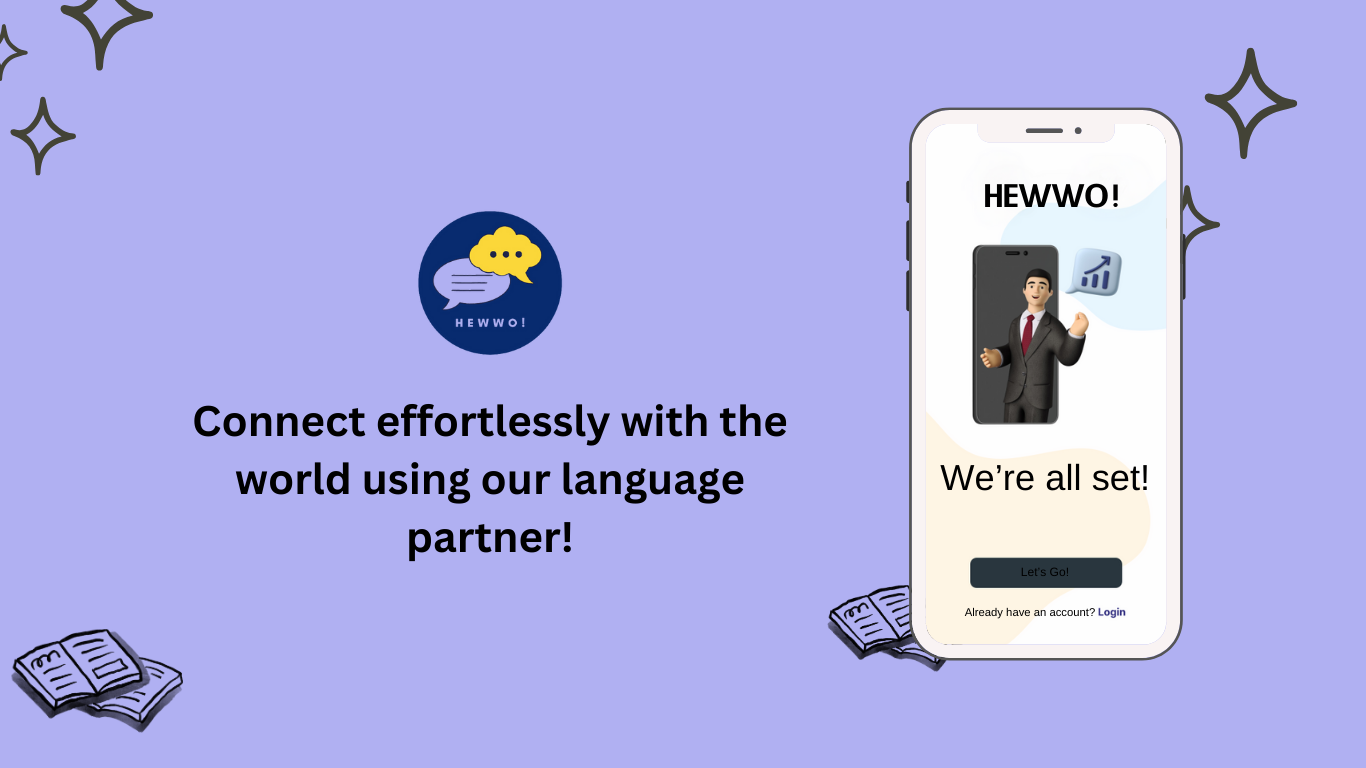 HEWWO!
Connect effortlessly with the
world using our language
partner!
HEWWO!
We’re all set!
Let’s Go!
Already have an account? Login